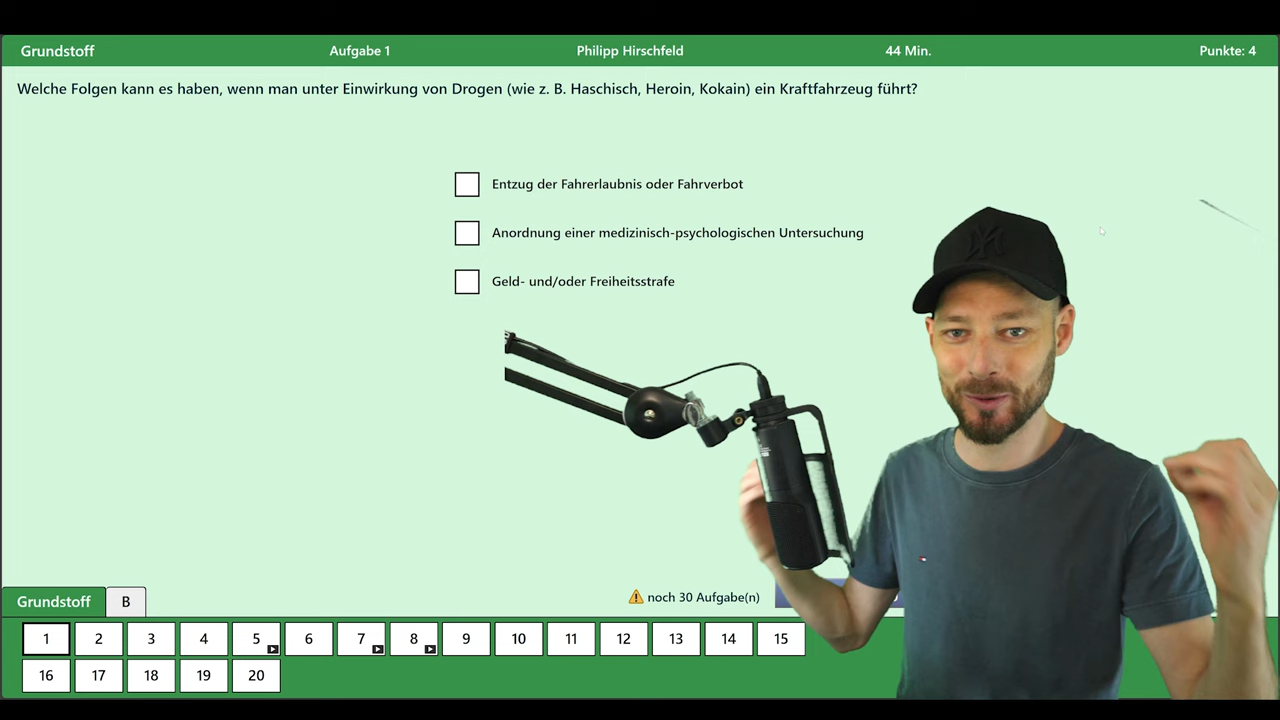 Grundstoff Aufgabe 1 Philipp Hirschfeld 44 Min. Punkte: 4
Welche Folgen kann es haben, wenn man unter Einwirkung von Drogen (wie z. B. Haschisch, Heroin, Kokain) ein Kraftfahrzeug führt?
Entzug der Fahrerlaubnis oder Fahrverbot
Anordnung einer medizinisch-psychologischen Untersuchung
Geld- und/oder Freiheitsstrafe
noch 30 Aufgabe(n)
Grundstoff B
1 2 3 4 5 6 7 8 9 10 11 12 13 14 15
16 17 18 19 20